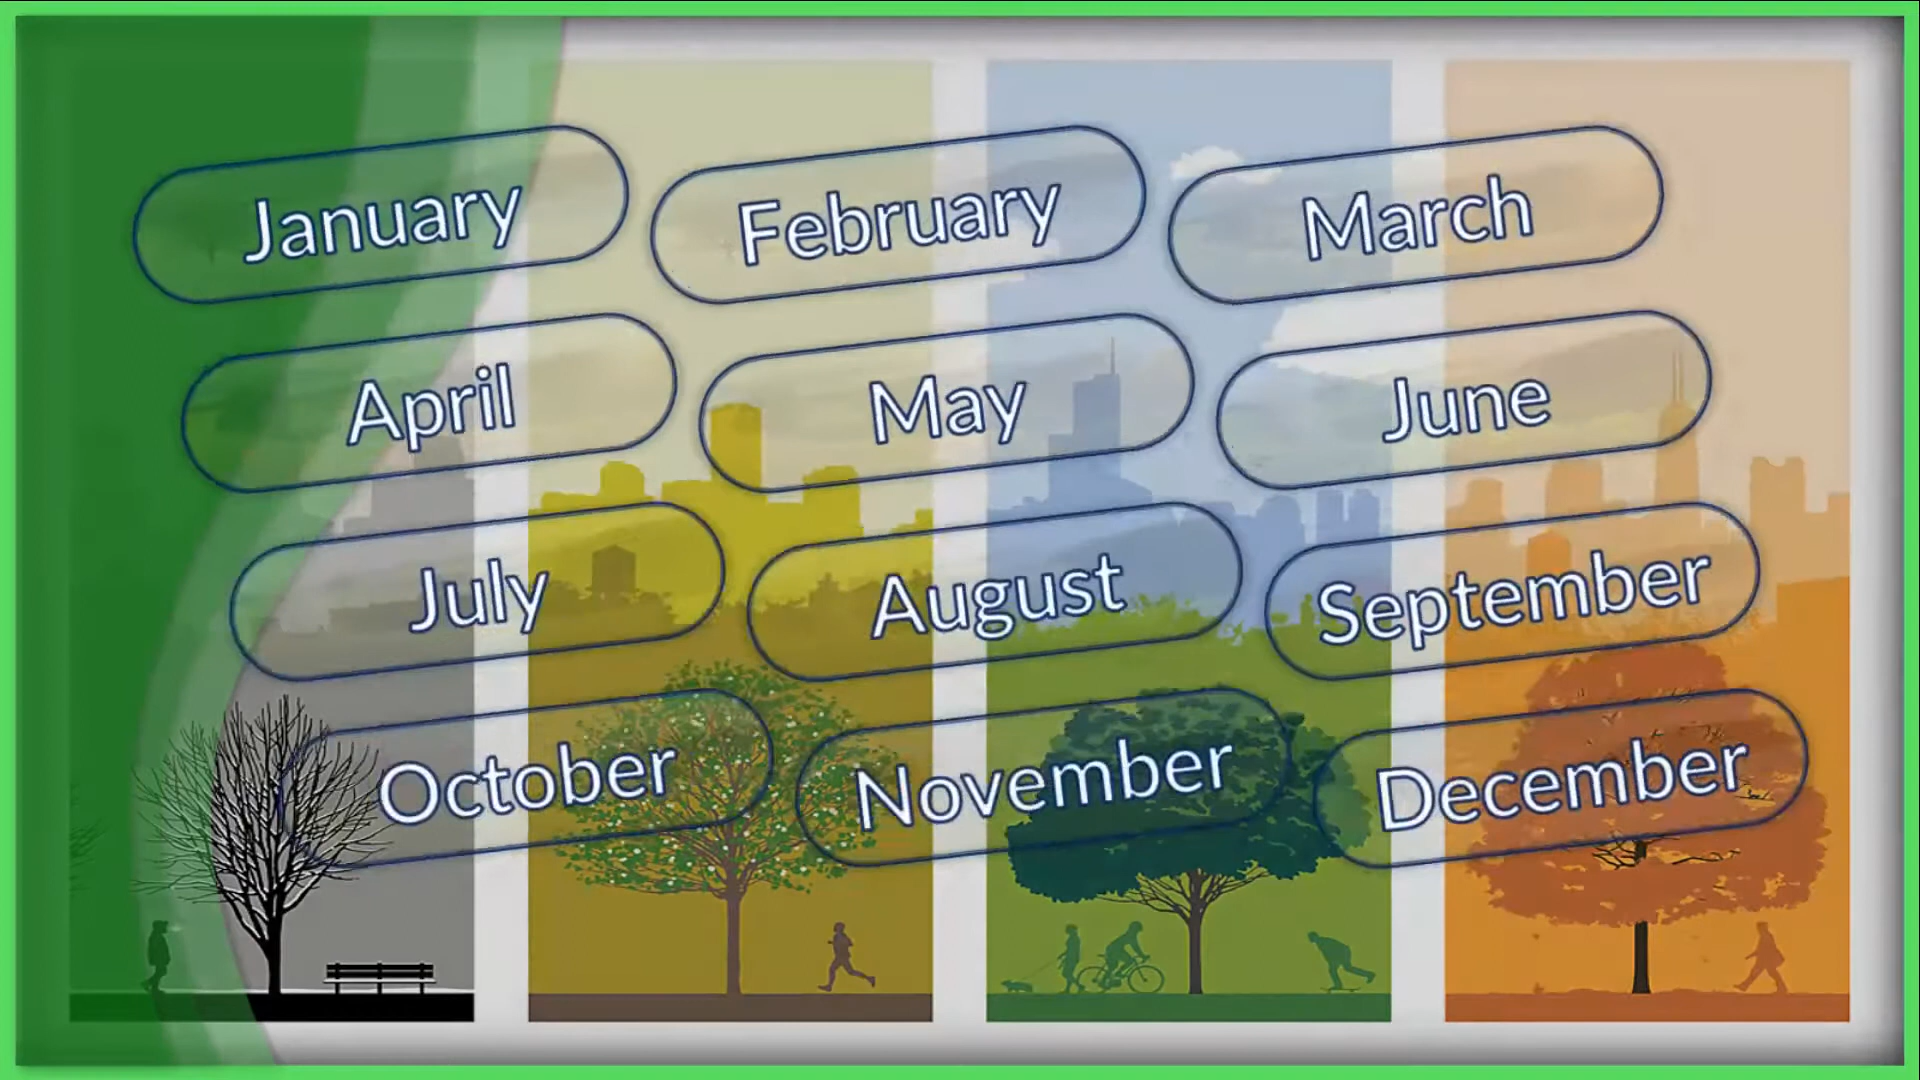 January February March
April May June
July August September
October November December